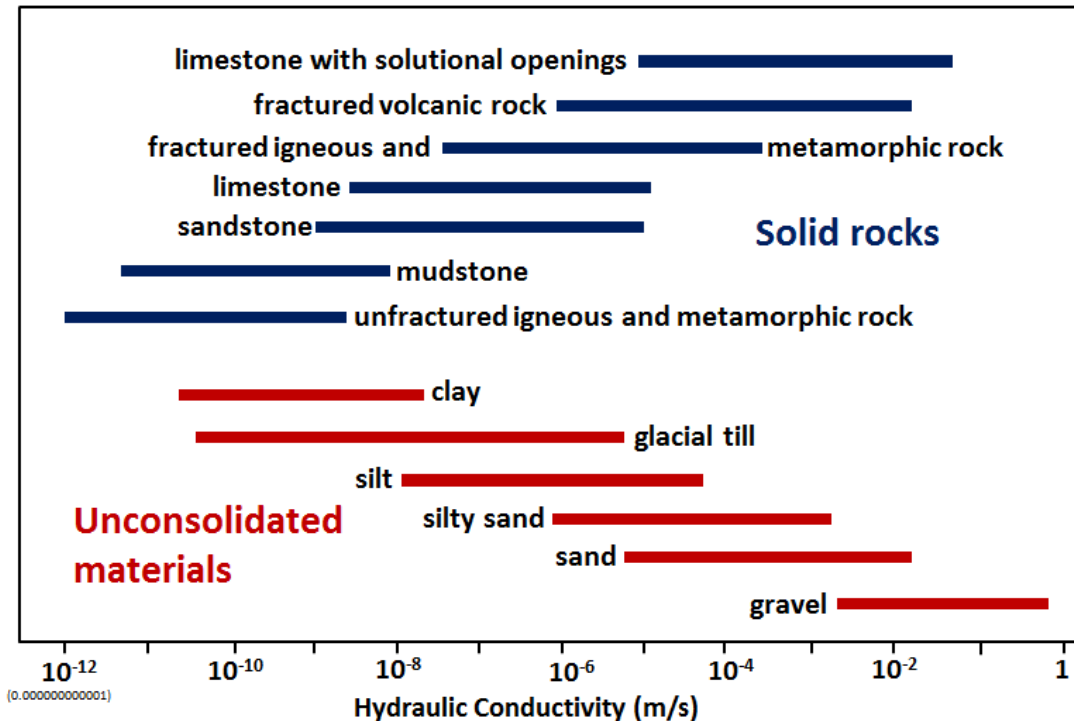 limestone with solutional openings
fractured volcanic rock
fractured igneous and metamorphic rock
limestone
sandstone
Solid rocks
mudstone
unfractured igneous and metamorphic rock
clay
glacial till
silt
Unconsolidated
materials
silty sand
sand
gravel
10⁻¹² 10⁻¹⁰ 10⁻⁸ 10⁻⁶ 10⁻⁴ 10⁻² 1
(0.000000000001)
Hydraulic Conductivity (m/s)